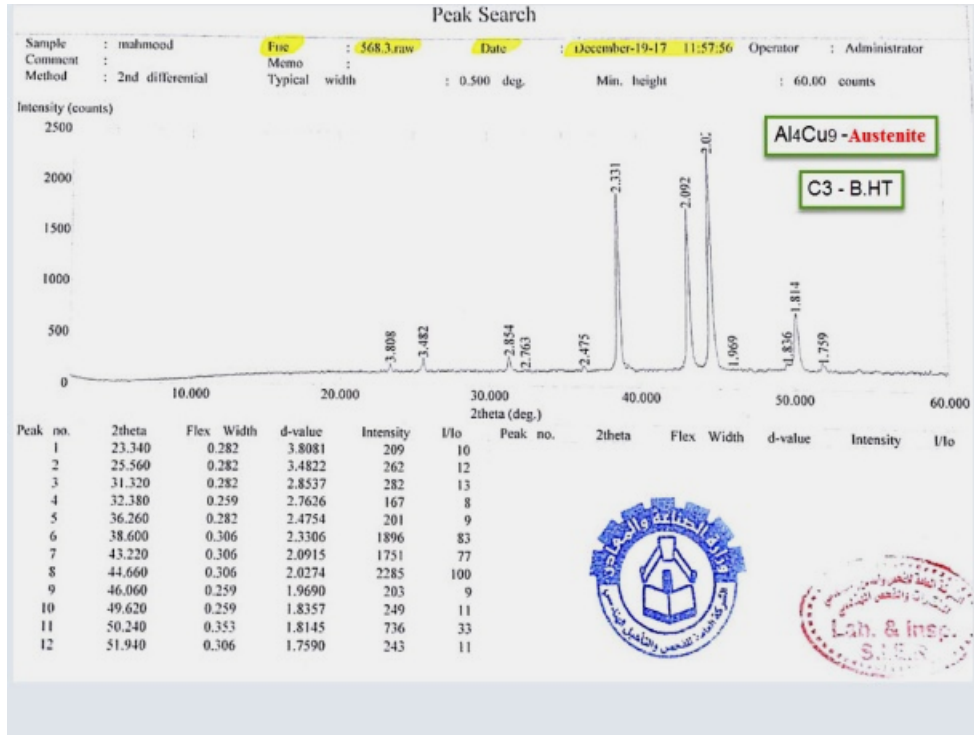 Peak Search
Sample : mahmood File : 568.3.raw Date : December-19-17 11:57:56 Operator : Administrator
Comment : Memo :
Method : 2nd differential Typical width : 0.500 deg. Min. height : 60.00 counts
Intensity (counts)
2500
2000
1500
1000
500
0
3.808
3.482
2.854
2.763
2.475
2.331
2.092
1.969
1.836
1.814
1.759
Al4Cu9 -Austenite
C3 - B.HT
10.000 20.000 30.000 40.000 50.000 60.000
2theta (deg.)
Peak no. 2theta Flex Width d-value Intensity I/Io Peak no. 2theta Flex Width d-value Intensity I/Io
1 23.340 0.282 3.8081 209 10
2 25.560 0.282 3.4822 262 12
3 31.320 0.282 2.8537 282 13
4 32.380 0.259 2.7626 167 8
5 36.260 0.282 2.4754 201 9
6 38.600 0.306 2.3306 1896 83
7 43.220 0.306 2.0915 1751 77
8 44.660 0.306 2.0274 2285 100
9 46.060 0.259 1.9690 203 9
10 49.620 0.259 1.8357 249 11
11 50.240 0.353 1.8145 736 33
12 51.940 0.306 1.7590 243 11
وزارة الصناعة والمعادن
الشركة العامة للفحص والتأهيل الهندسي
Lab. & Insp.
S.I.E.R